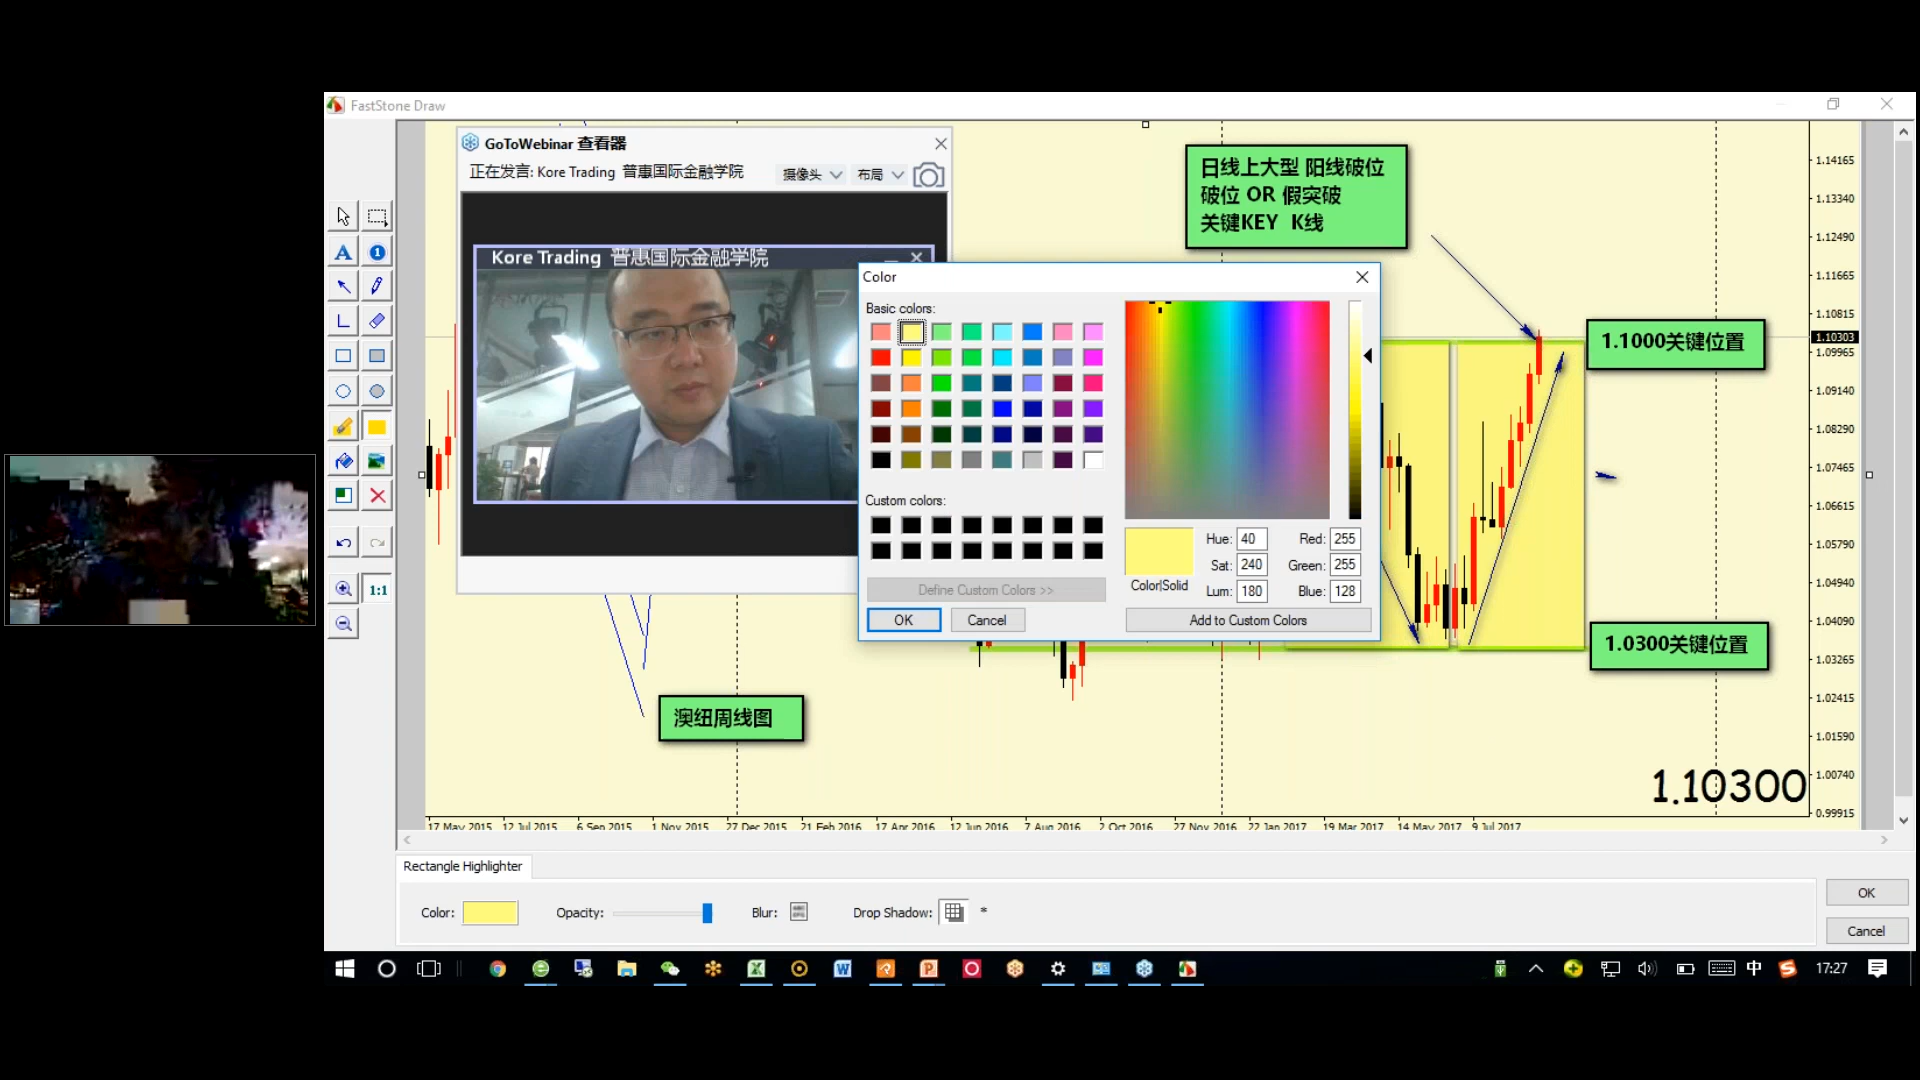 FastStone Draw
GoToWebinar 查看器
正在发言: Kore Trading 普惠国际金融学院
摄像头
布局
Kore Trading 普惠国际金融学院
日线上大型 阳线破位
破位 OR 假突破
关键KEY K线
1.1000关键位置
1.0300关键位置
澳纽周线图
1.10300
1.14165
1.13340
1.12490
1.11665
1.10815
1.10303
1.09965
1.09140
1.08290
1.07465
1.06615
1.05790
1.04940
1.04090
1.03265
1.02415
1.01590
1.00740
0.99915
17 May 2015
12 Jul 2015
6 Sep 2015
1 Nov 2015
27 Dec 2015
21 Feb 2016
17 Apr 2016
12 Jun 2016
7 Aug 2016
2 Oct 2016
27 Nov 2016
22 Jan 2017
19 Mar 2017
14 May 2017
9 Jul 2017
Color
Basic colors:
Custom colors:
Define Custom Colors >>
OK
Cancel
Color|Solid
Hue: 40
Sat: 240
Lum: 180
Red: 255
Green: 255
Blue: 128
Add to Custom Colors
1:1
Rectangle Highlighter
Color:
Opacity:
Blur:
Drop Shadow:
*
OK
Cancel
中
17:27